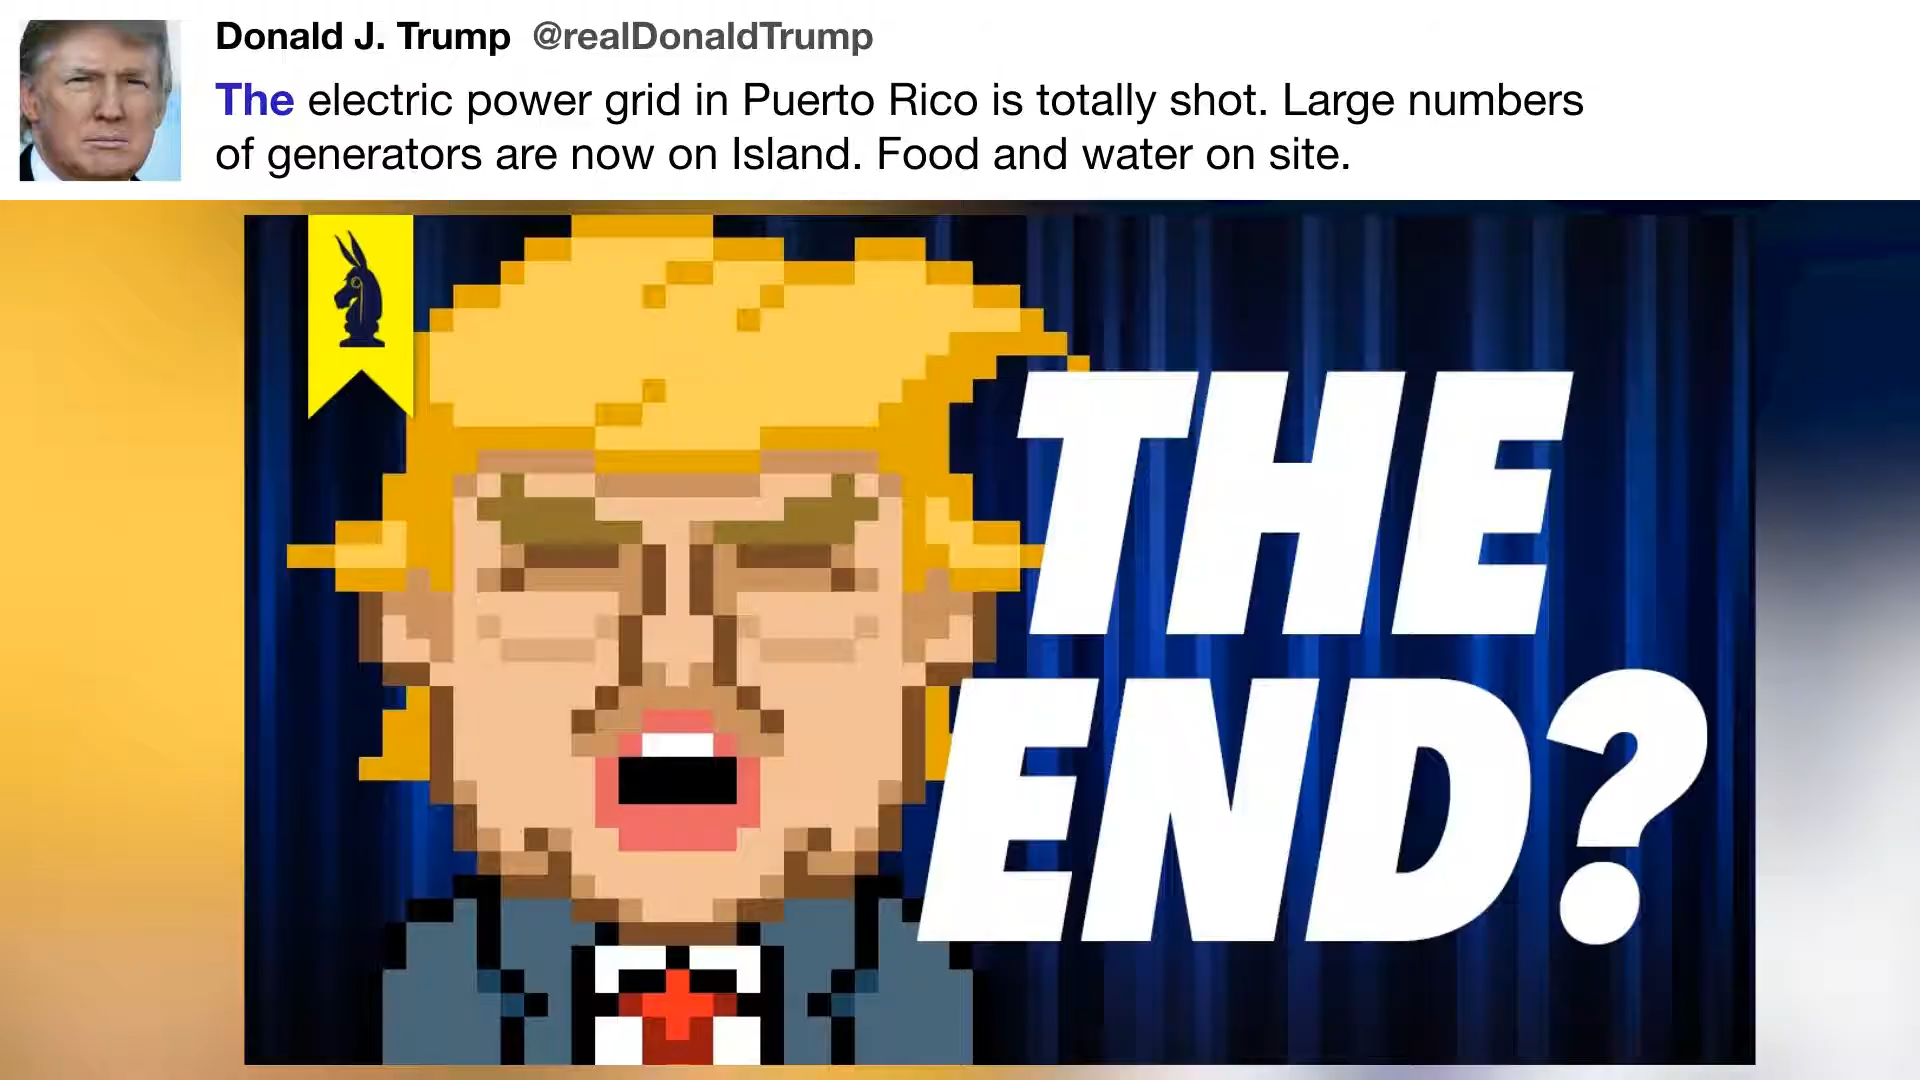 Donald J. Trump @realDonaldTrump
The electric power grid in Puerto Rico is totally shot. Large numbers
of generators are now on Island. Food and water on site.
THE
END?